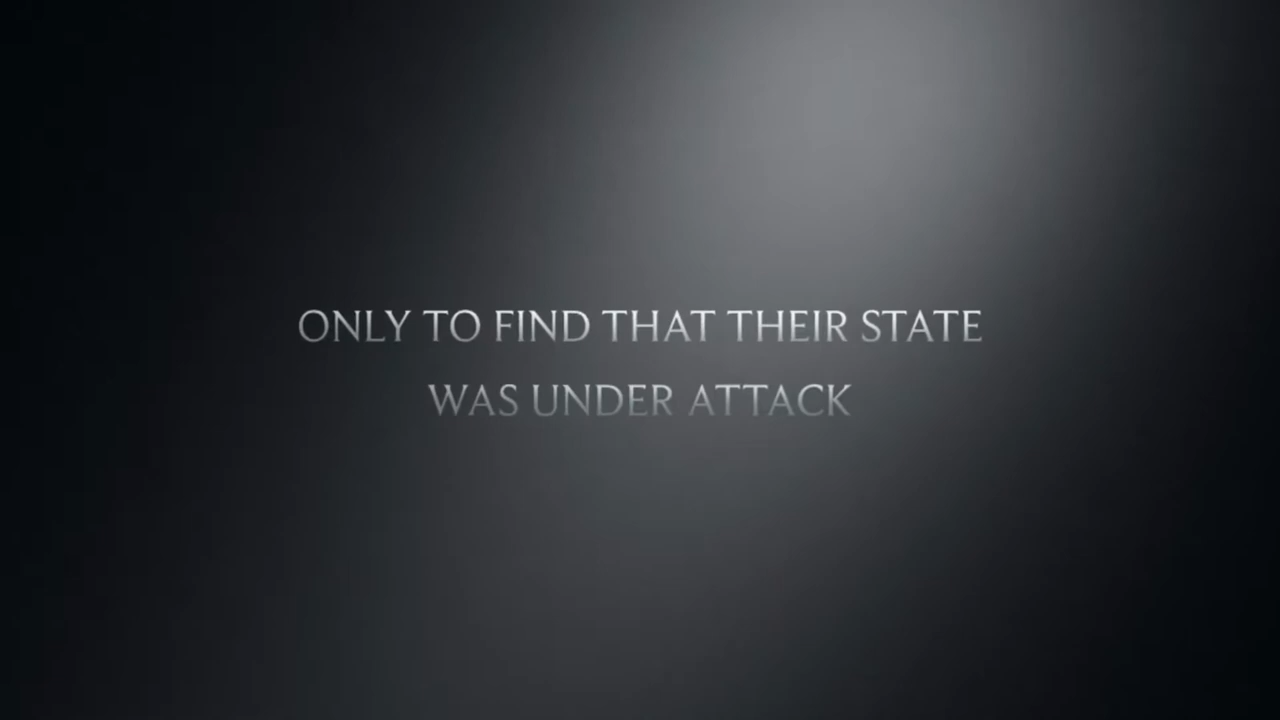 ONLY TO FIND THAT THEIR STATE
WAS UNDER ATTACK